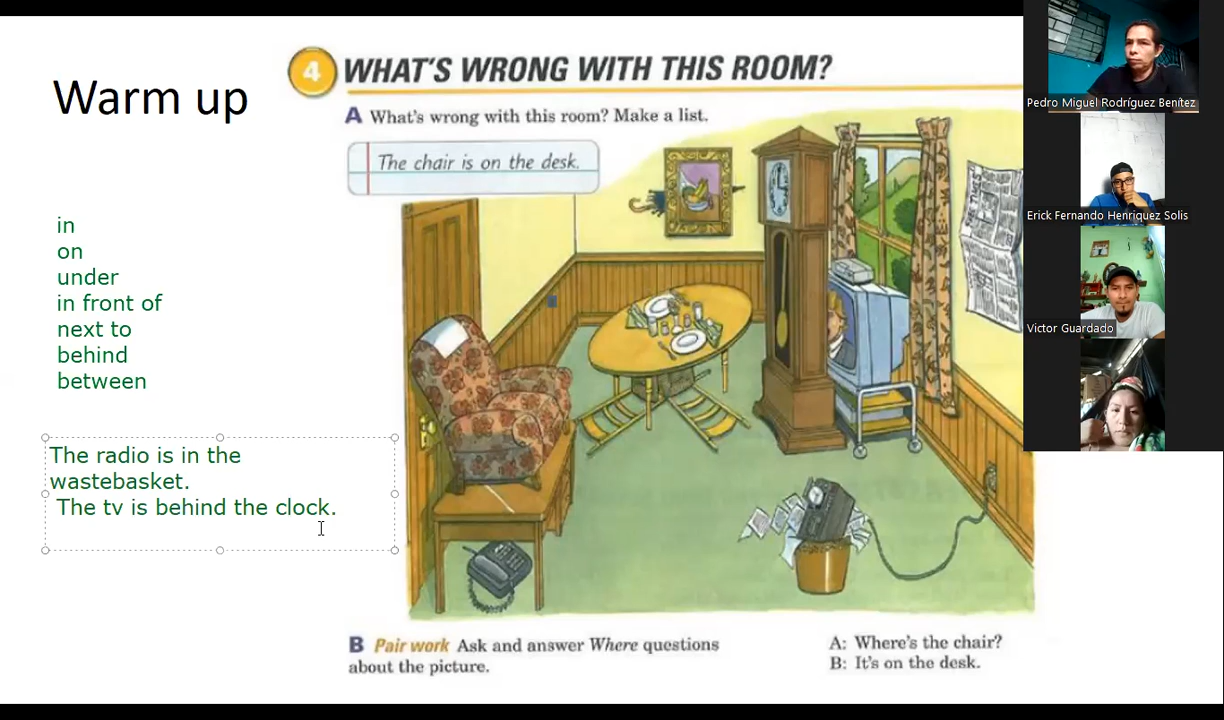 Warm up
in
on
under
in front of
next to
behind
between
The radio is in the
wastebasket.
The tv is behind the clock.
4 WHAT'S WRONG WITH THIS ROOM?
A What's wrong with this room? Make a list.
The chair is on the desk.
B Pair work Ask and answer Where questions
about the picture.
A: Where's the chair?
B: It's on the desk.
Pedro Miguel Rodríguez Benítez
Erick Fernando Henriquez Solis
Victor Guardado